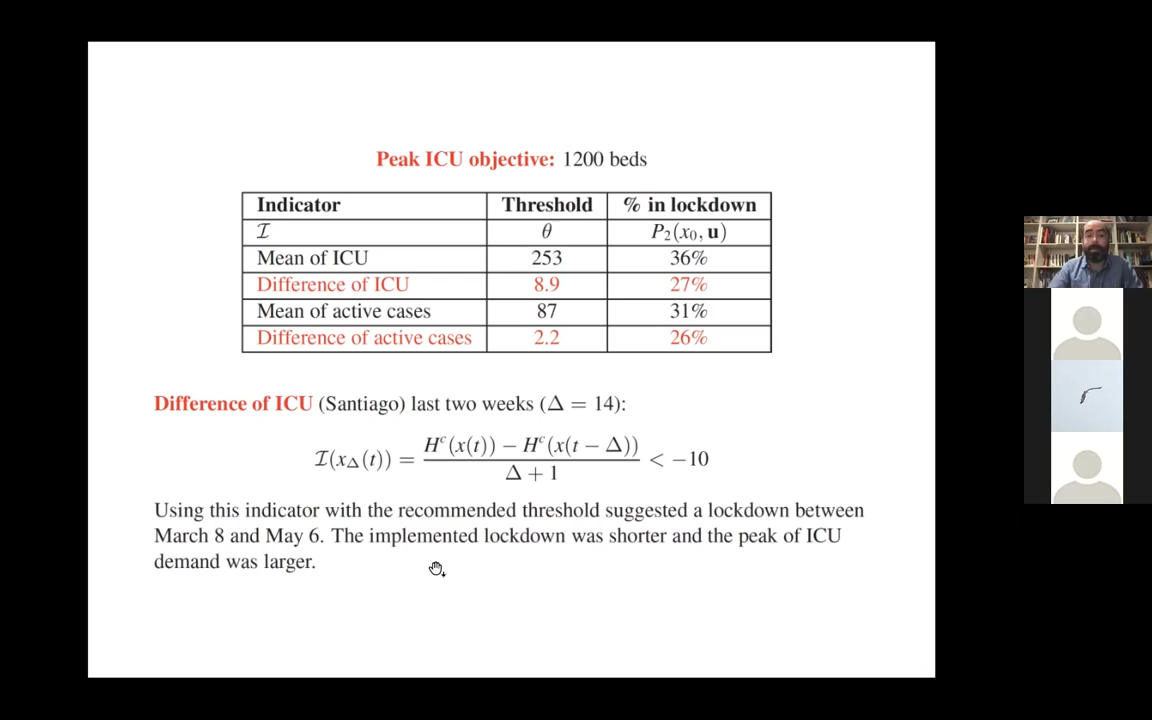 Peak ICU objective: 1200 beds
Indicator Threshold % in lockdown
ℐ θ P₂(x₀, u)
Mean of ICU 253 36%
Difference of ICU 8.9 27%
Mean of active cases 87 31%
Difference of active cases 2.2 26%
Difference of ICU (Santiago) last two weeks (Δ = 14):
ℐ(x_Δ(t)) = (Hᶜ(x(t)) − Hᶜ(x(t − Δ))) / (Δ + 1) < −10
Using this indicator with the recommended threshold suggested a lockdown between
March 8 and May 6. The implemented lockdown was shorter and the peak of ICU
demand was larger.